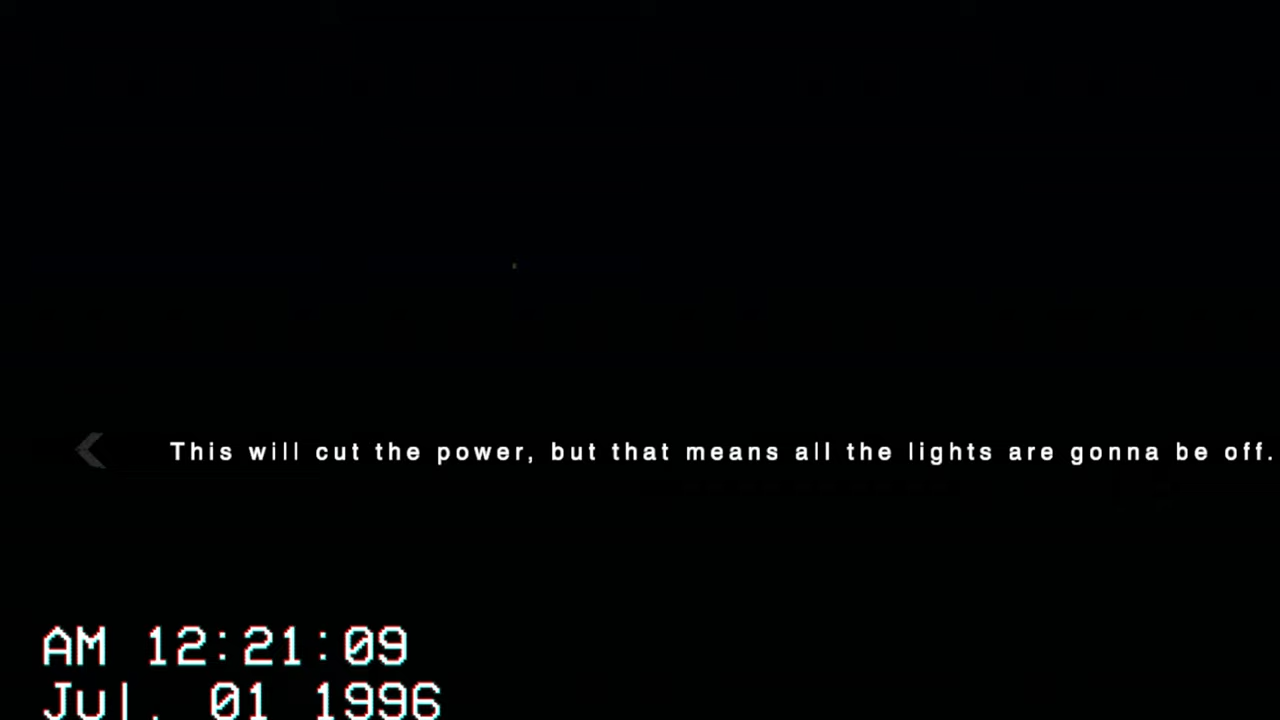 This will cut the power, but that means all the lights are gonna be off.
AM 12:21:09
Jul. 01 1996